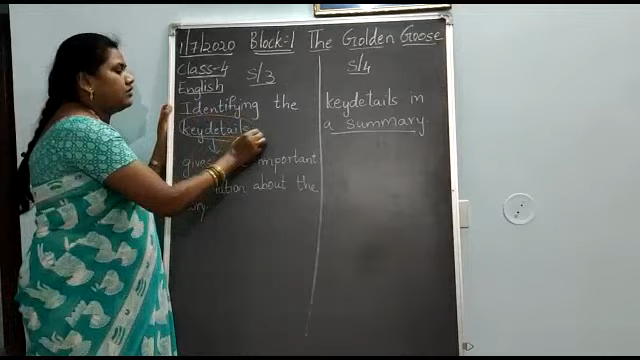 1/7/2020 Block-1 The Golden Goose
Class-4 S/3
English
Identifying the
keydetails
gives important
about the
S/4
keydetails in
a summary.